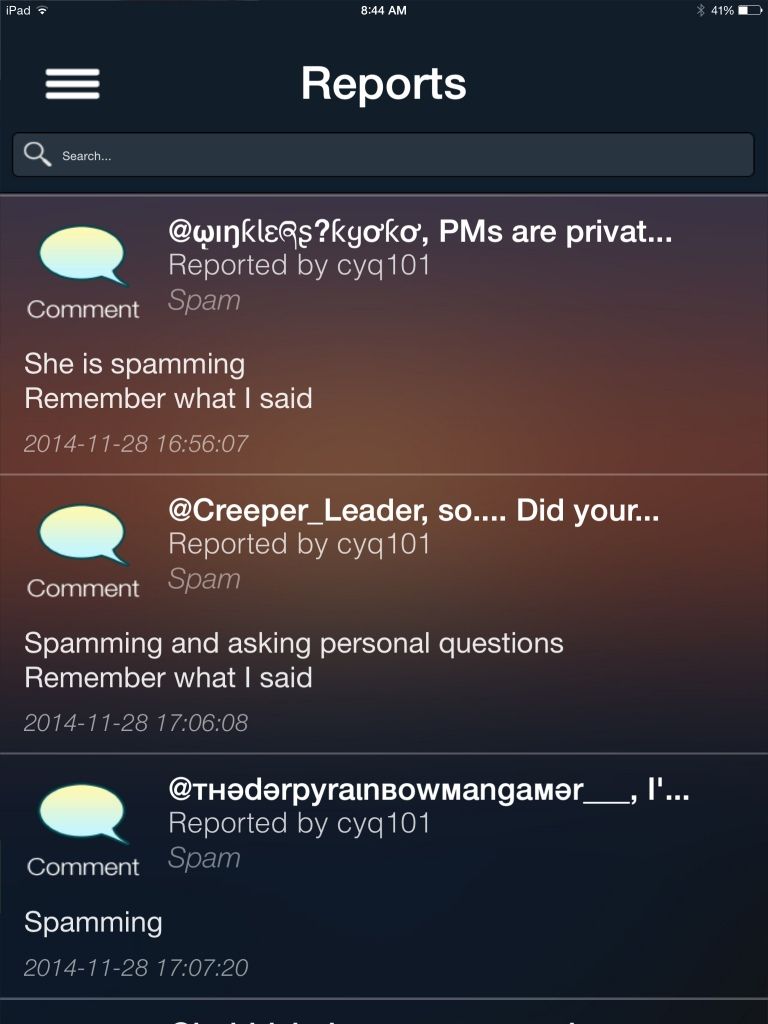 iPad
8:44 AM
41%
Reports
Search...
@ῳıŋƙƖɛཞʂ?ƙყơƙơ, PMs are privat...
Reported by cyq101
Spam
Comment
She is spamming
Remember what I said
2014-11-28 16:56:07
@Creeper_Leader, so.... Did your...
Reported by cyq101
Spam
Comment
Spamming and asking personal questions
Remember what I said
2014-11-28 17:06:08
@тнədərpyraιnвowмangaмər___, I'...
Reported by cyq101
Spam
Comment
Spamming
2014-11-28 17:07:20